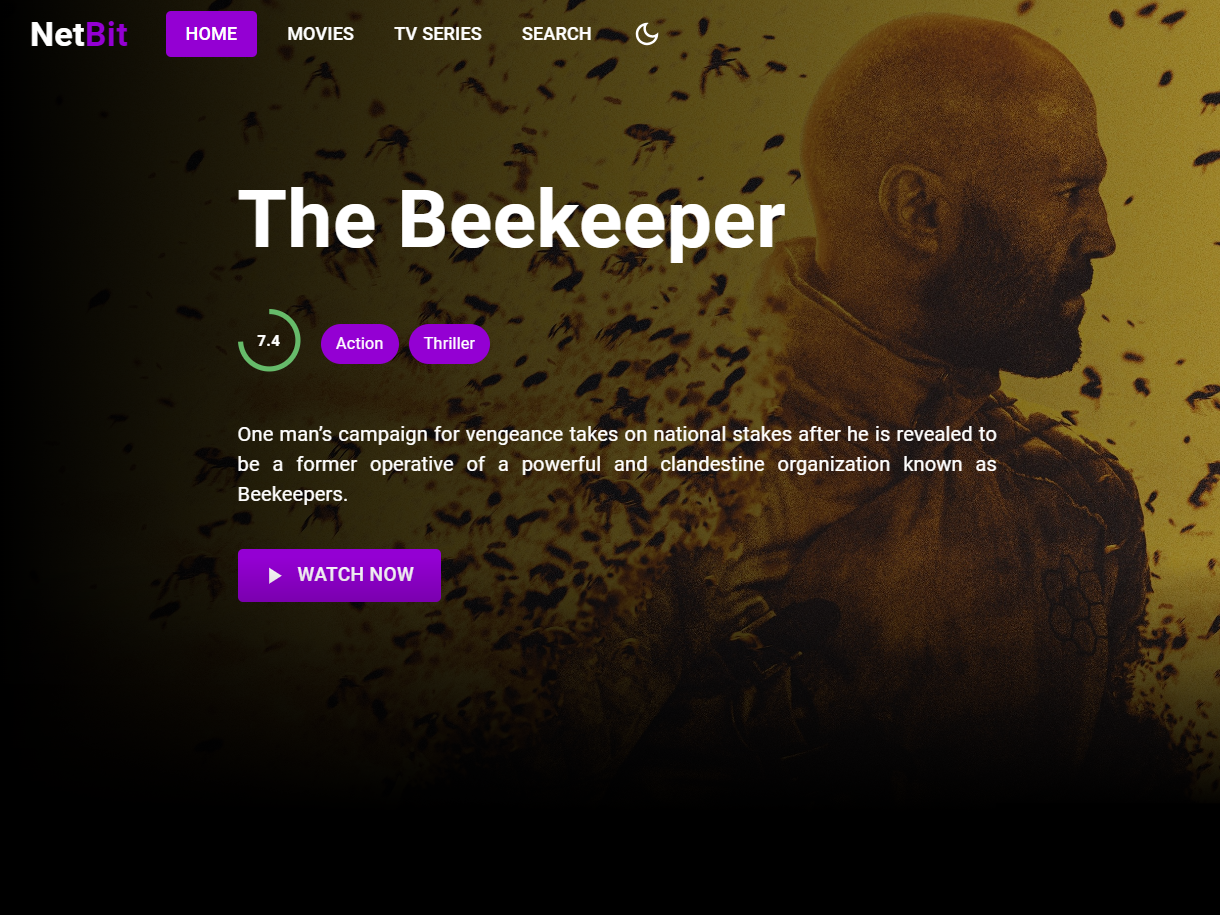 NetBit HOME MOVIES TV SERIES SEARCH
The Beekeeper
7.4 Action Thriller
One man’s campaign for vengeance takes on national stakes after he is revealed to
be a former operative of a powerful and clandestine organization known as
Beekeepers.
WATCH NOW